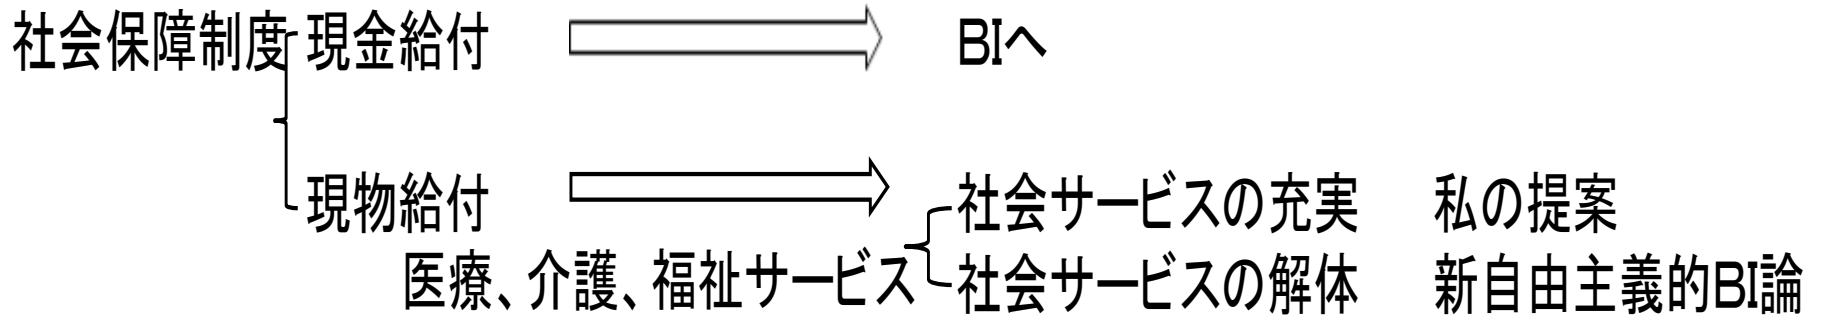 社会保障制度 現金給付 BIへ
現物給付 社会サービスの充実 私の提案
医療、介護、福祉サービス 社会サービスの解体 新自由主義的BI論